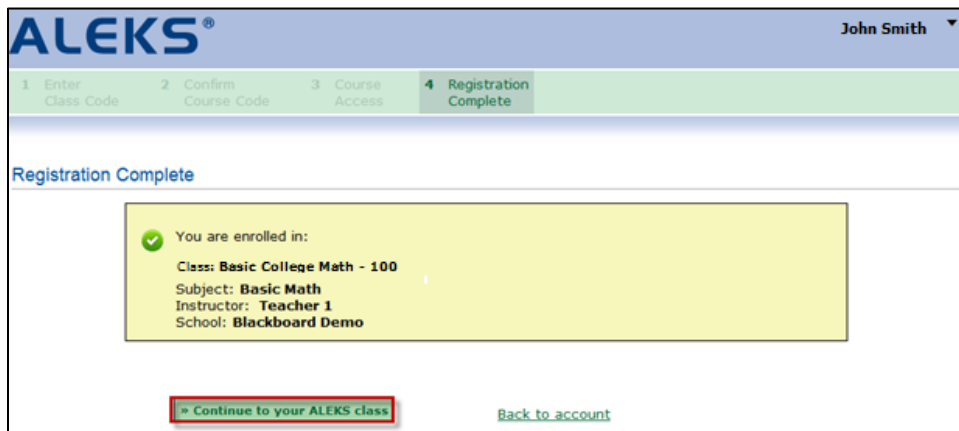 ALEKS®
John Smith
1 Enter Class Code
2 Confirm Course Code
3 Course Access
4 Registration Complete
Registration Complete
You are enrolled in:
Class: Basic College Math - 100
Subject: Basic Math
Instructor: Teacher 1
School: Blackboard Demo
» Continue to your ALEKS class
Back to account